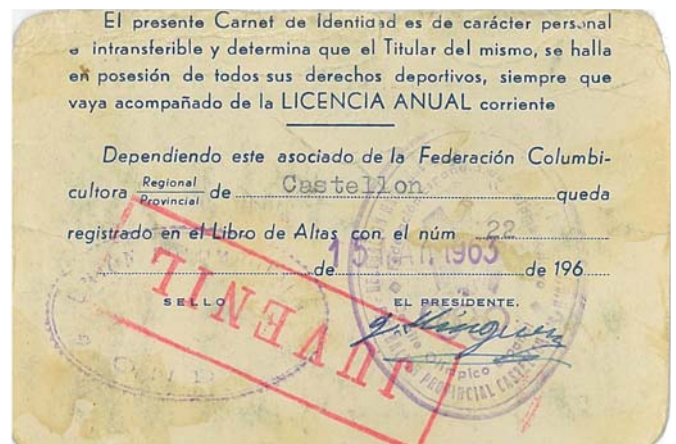 El presente Carnet de Identidad es de carácter personal
e intransferible y determina que el Titular del mismo, se halla
en posesión de todos sus derechos deportivos, siempre que
vaya acompañado de la LICENCIA ANUAL corriente
Dependiendo este asociado de la Federación Columbi-
cultora Regional/Provincial de Castellon queda
registrado en el Libro de Altas con el núm 22
15 MAY 1963
de de 196
SELLO EL PRESIDENTE.
JUVENIL